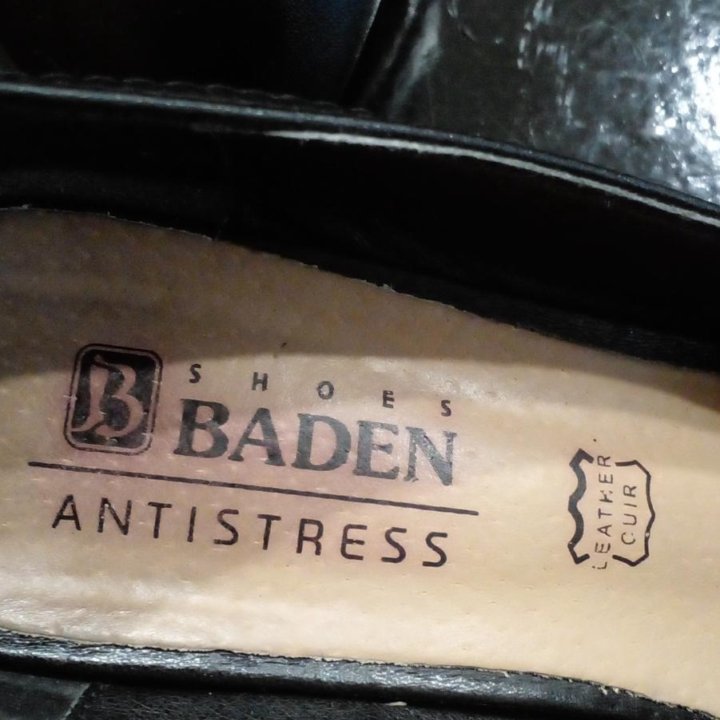 B
SHOES
BADEN
ANTISTRESS
LEATHER
CUIR